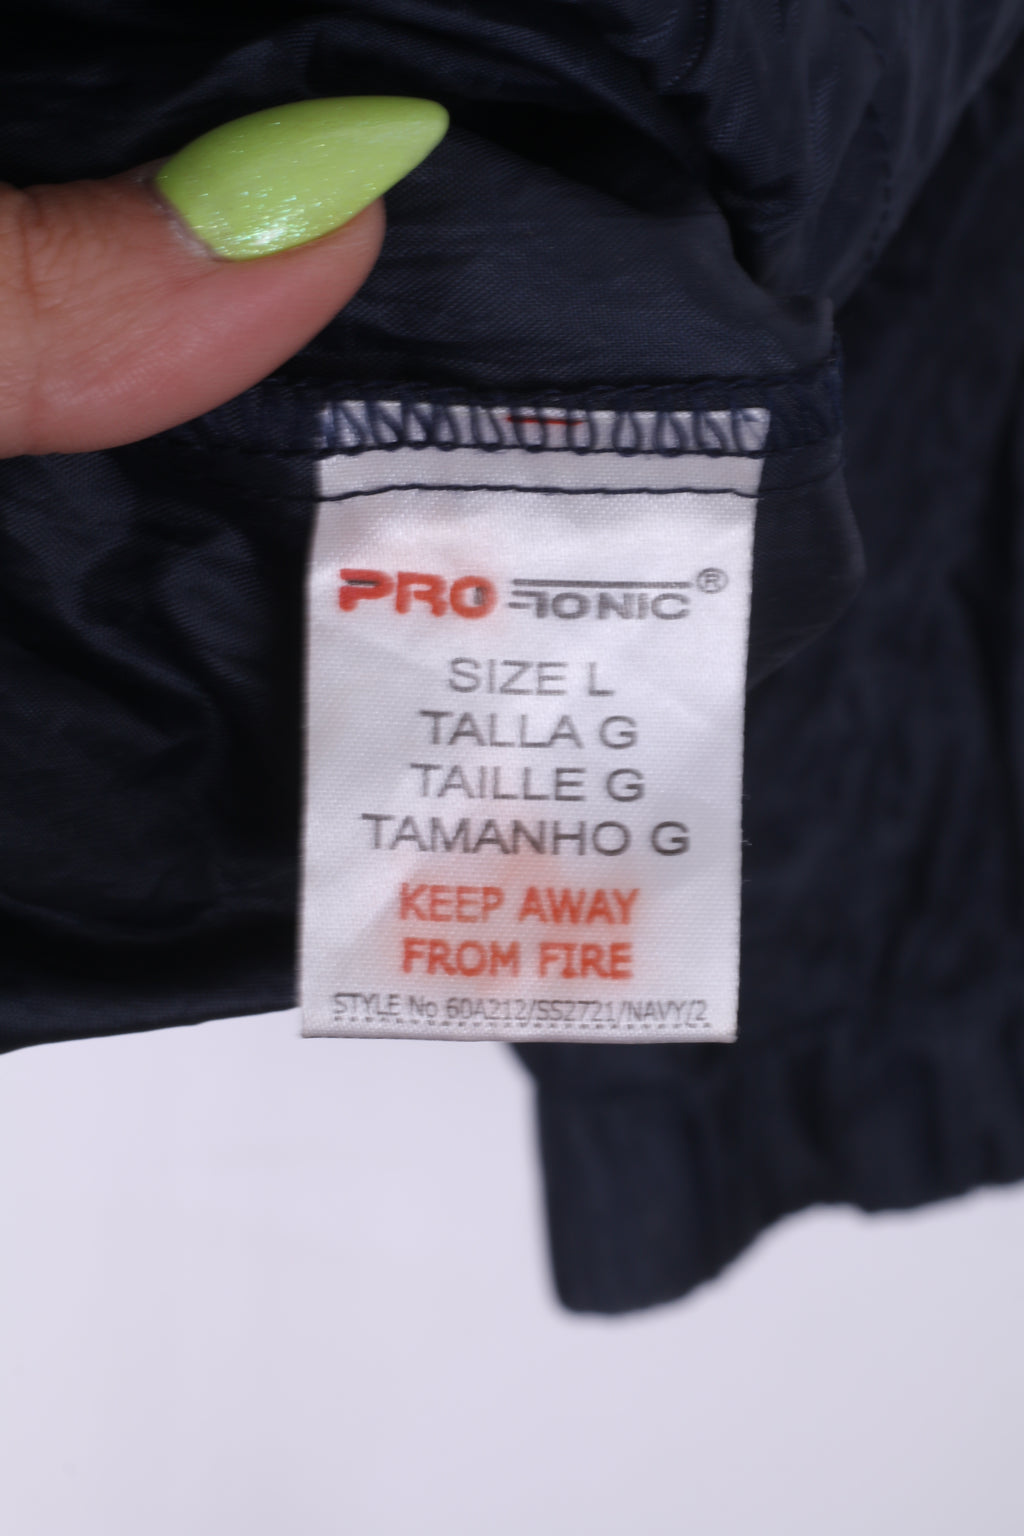 PRO TONIC®
SIZE L
TALLA G
TAILLE G
TAMANHO G
KEEP AWAY
FROM FIRE
STYLE No 60A212/SS2721/NAVY/2